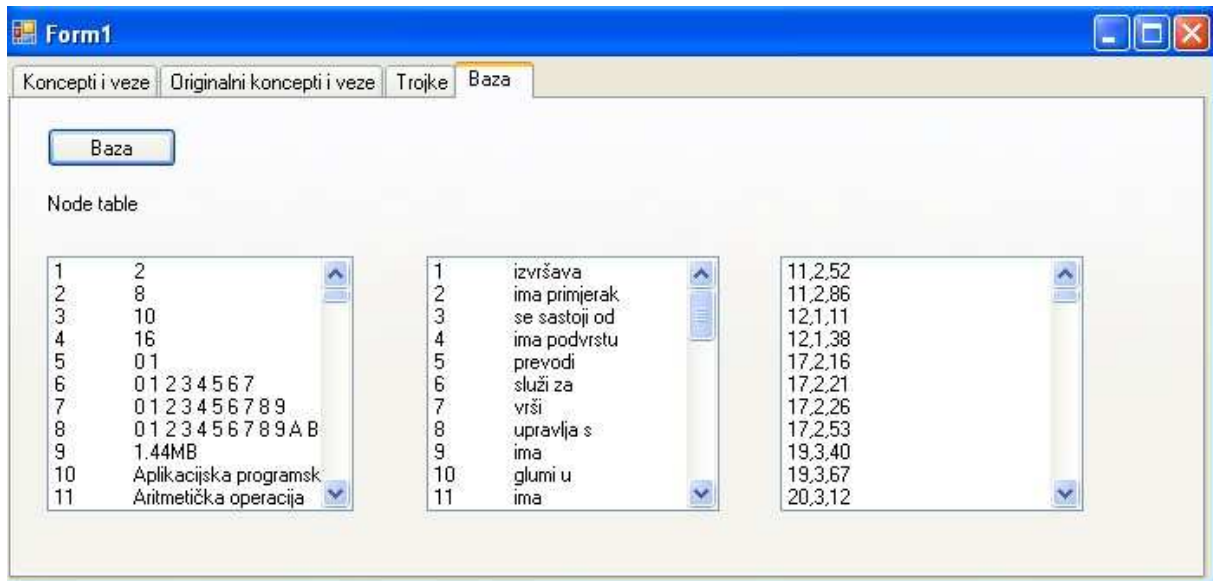 Form1
Koncepti i veze Originalni koncepti i veze Trojke Baza
Baza
Node table
1 2
2 8
3 10
4 16
5 0 1
6 0 1 2 3 4 5 6 7
7 0 1 2 3 4 5 6 7 8 9
8 0 1 2 3 4 5 6 7 8 9 A B
9 1.44MB
10 Aplikacijska programsk
11 Aritmetička operacija
1 izvršava
2 ima primjerak
3 se sastoji od
4 ima podvrstu
5 prevodi
6 služi za
7 vrši
8 upravlja s
9 ima
10 glumi u
11 ima
11,2,52
11,2,86
12,1,11
12,1,38
17,2,16
17,2,21
17,2,26
17,2,53
19,3,40
19,3,67
20,3,12